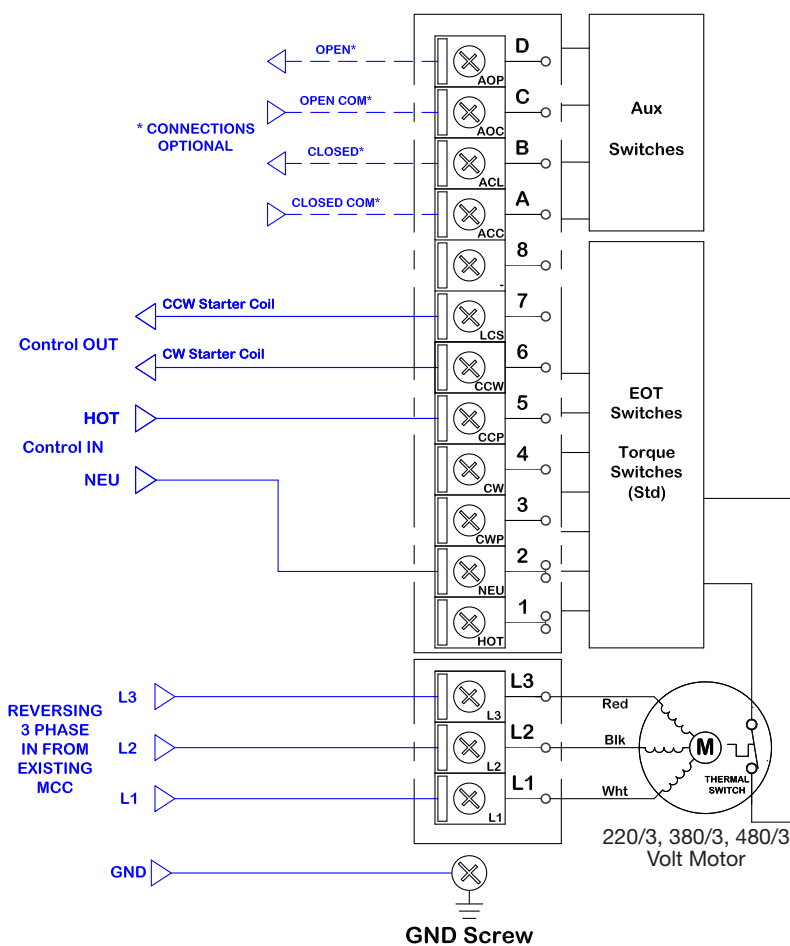 OPEN*
D
AOP
OPEN COM*
C
AOC
* CONNECTIONS
OPTIONAL
CLOSED*
B
ACL
CLOSED COM*
A
ACC
Aux
Switches
8
-
CCW Starter Coil
7
LCS
Control OUT
CW Starter Coil
6
CCW
HOT
5
CCP
Control IN
4
CW
NEU
3
CWP
2
NEU
1
HOT
EOT
Switches
Torque
Switches
(Std)
REVERSING
3 PHASE
IN FROM
EXISTING
MCC
L3
L3
L3
Red
L2
L2
L2
Blk
L1
L1
L1
Wht
M
THERMAL
SWITCH
220/3, 380/3, 480/3
Volt Motor
GND
GND Screw